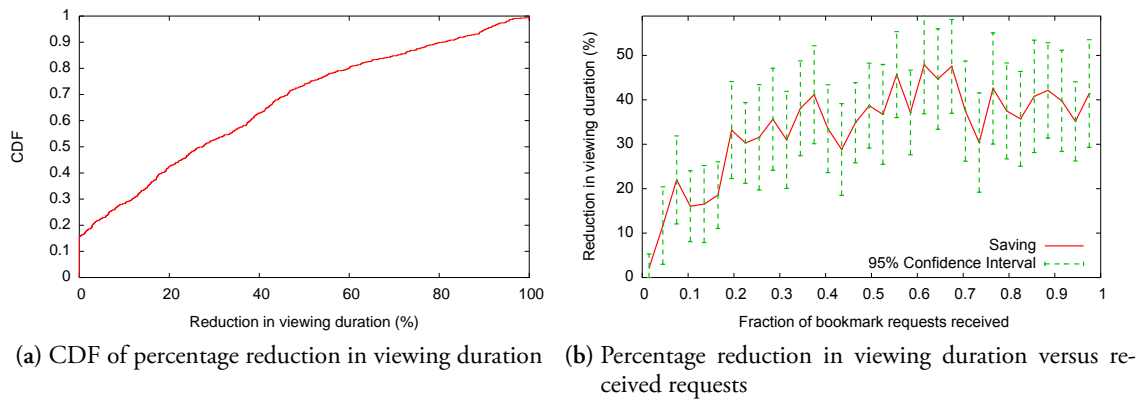 1
0.9
0.8
0.7
0.6
0.5
0.4
0.3
0.2
0.1
0
CDF
0 20 40 60 80 100
Reduction in viewing duration (%)
(a) CDF of percentage reduction in viewing duration
50
40
30
20
10
0
Reduction in viewing duration (%)
Saving
95% Confidence Interval
0 0.1 0.2 0.3 0.4 0.5 0.6 0.7 0.8 0.9 1
Fraction of bookmark requests received
(b) Percentage reduction in viewing duration versus re-
ceived requests